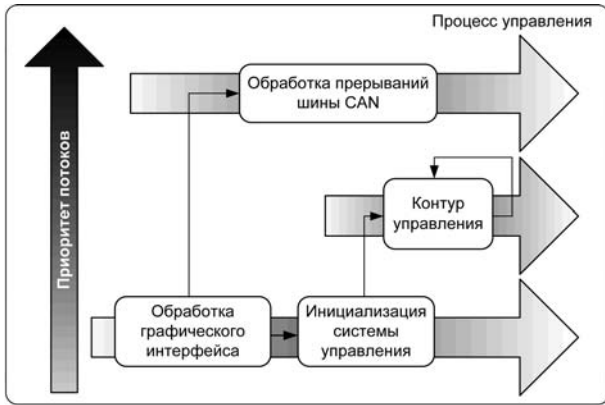 Процесс управления
Обработка прерываний
шины CAN
Контур
управления
Приоритет потоков
Обработка
графического
интерфейса
Инициализация
системы
управления